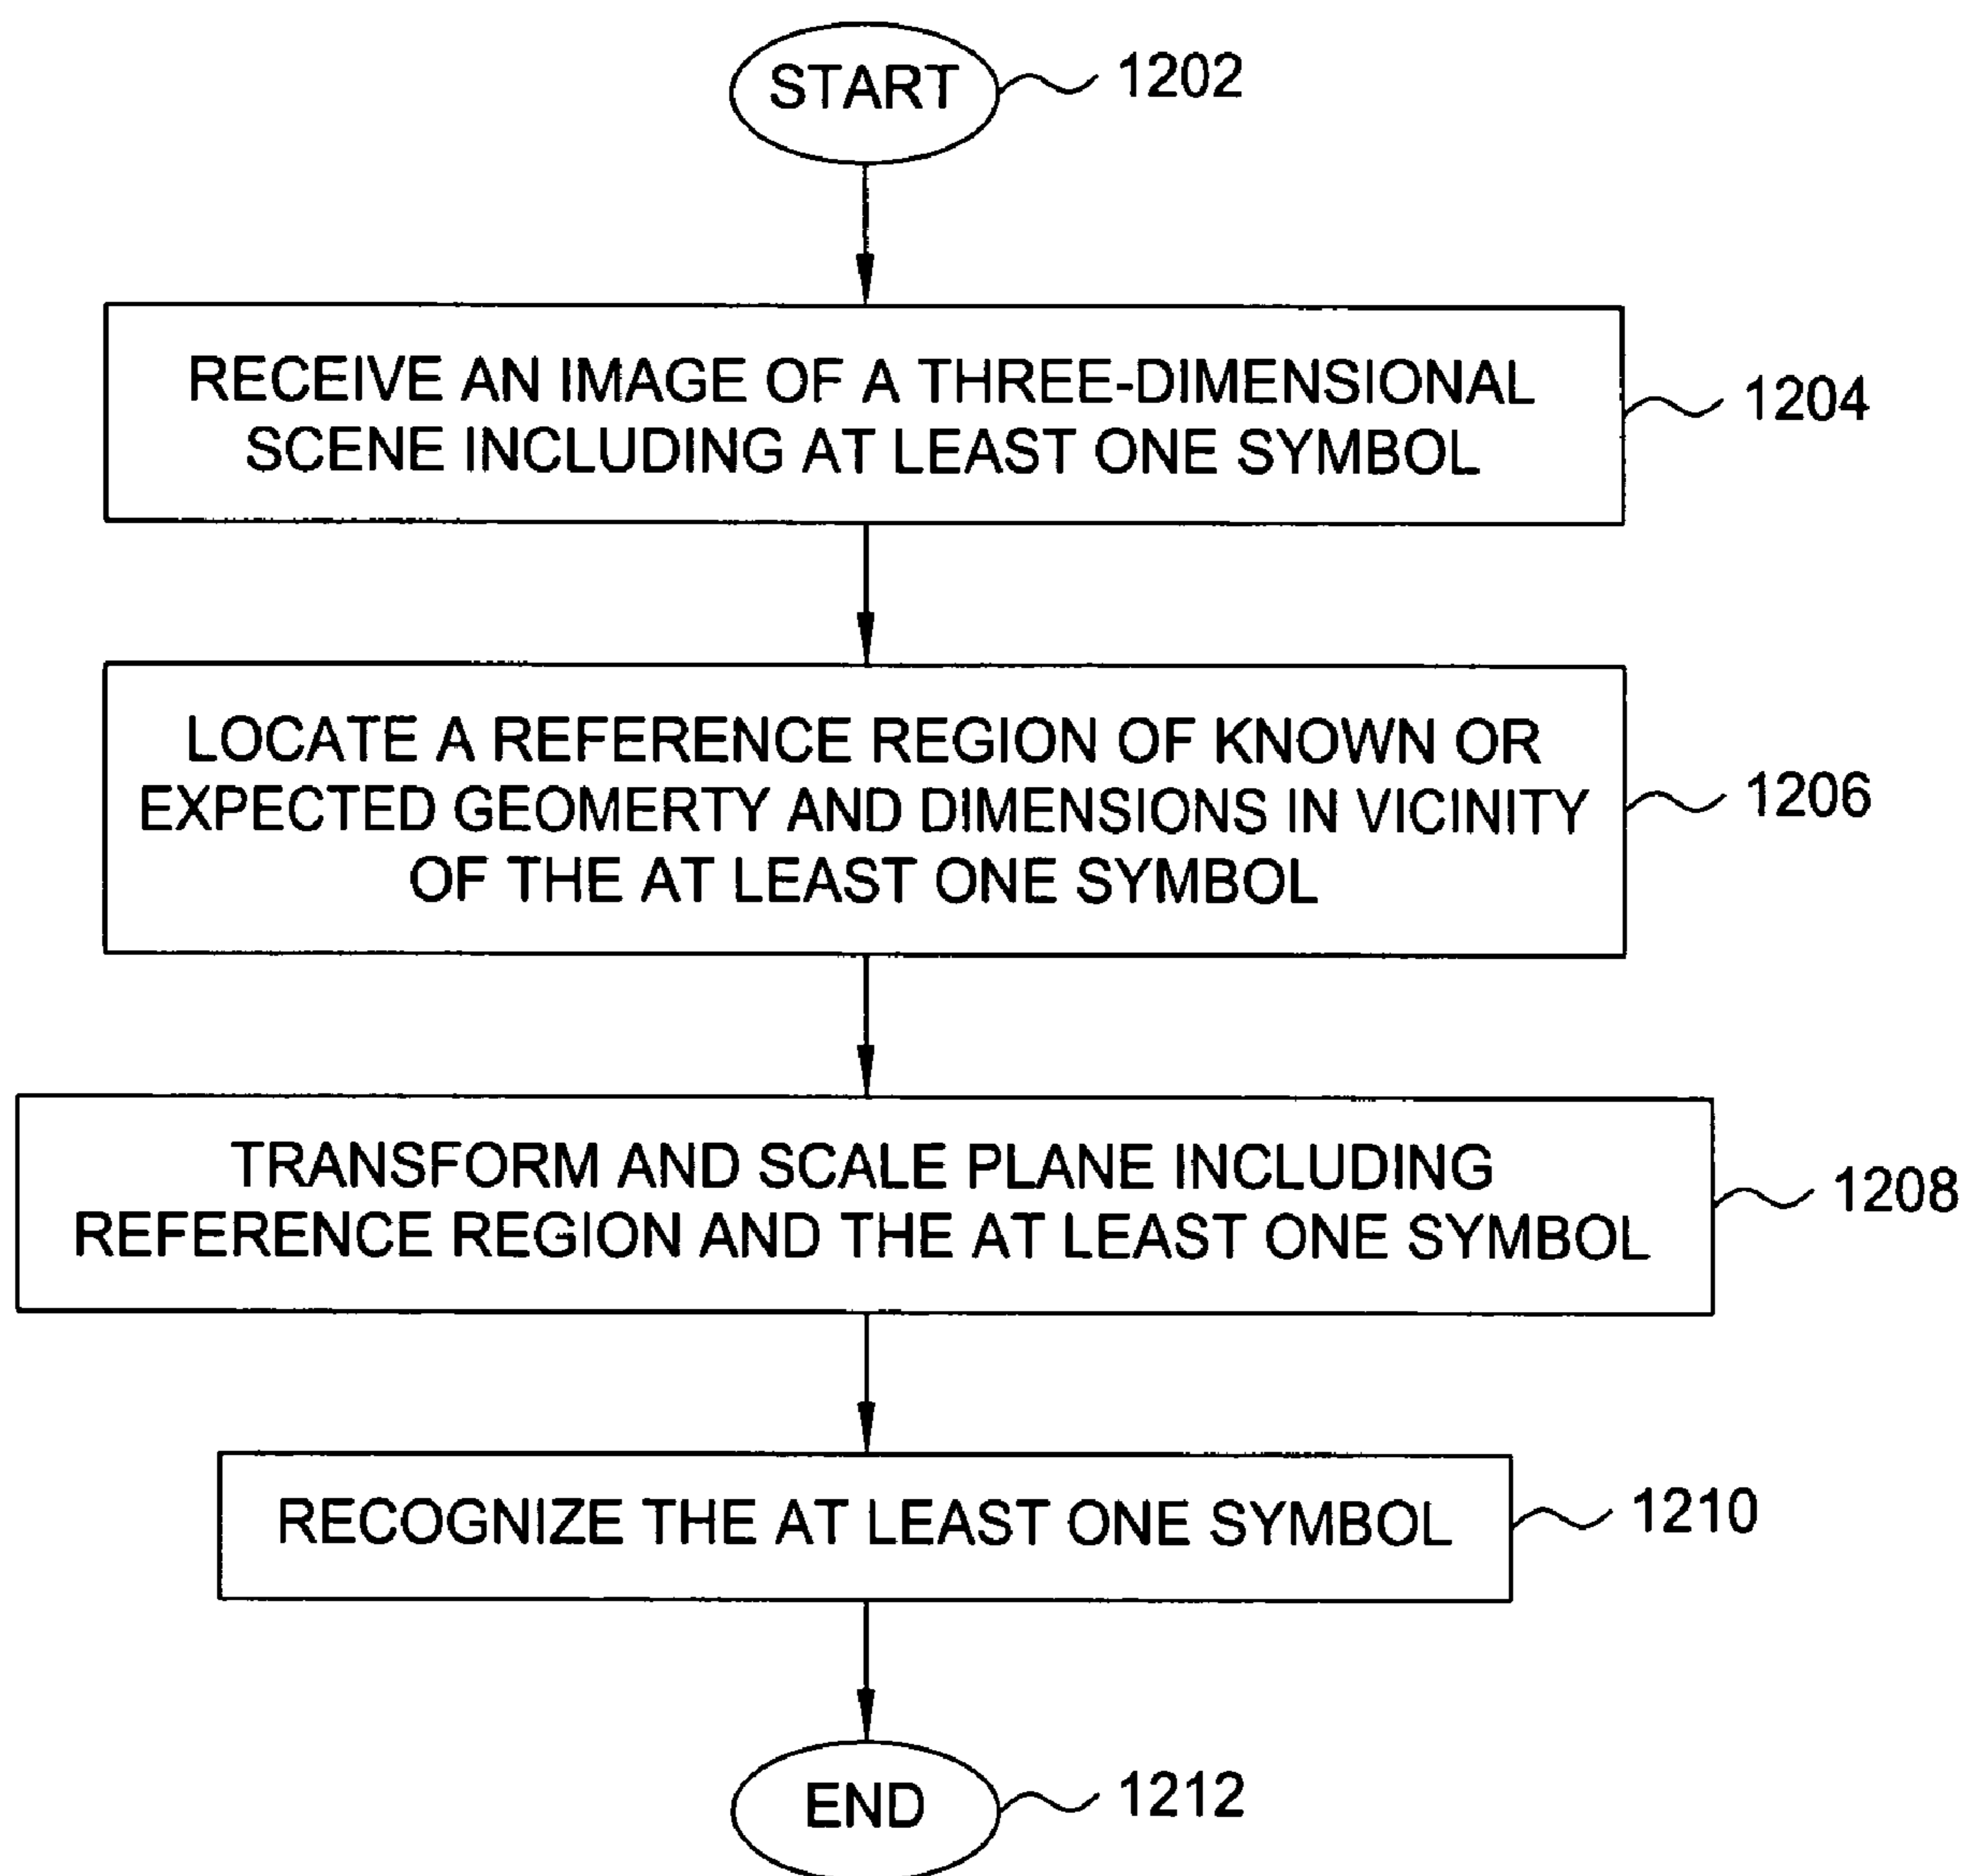 START
1202
RECEIVE AN IMAGE OF A THREE-DIMENSIONAL
SCENE INCLUDING AT LEAST ONE SYMBOL
1204
LOCATE A REFERENCE REGION OF KNOWN OR
EXPECTED GEOMERTY AND DIMENSIONS IN VICINITY
OF THE AT LEAST ONE SYMBOL
1206
TRANSFORM AND SCALE PLANE INCLUDING
REFERENCE REGION AND THE AT LEAST ONE SYMBOL
1208
RECOGNIZE THE AT LEAST ONE SYMBOL
1210
END
1212